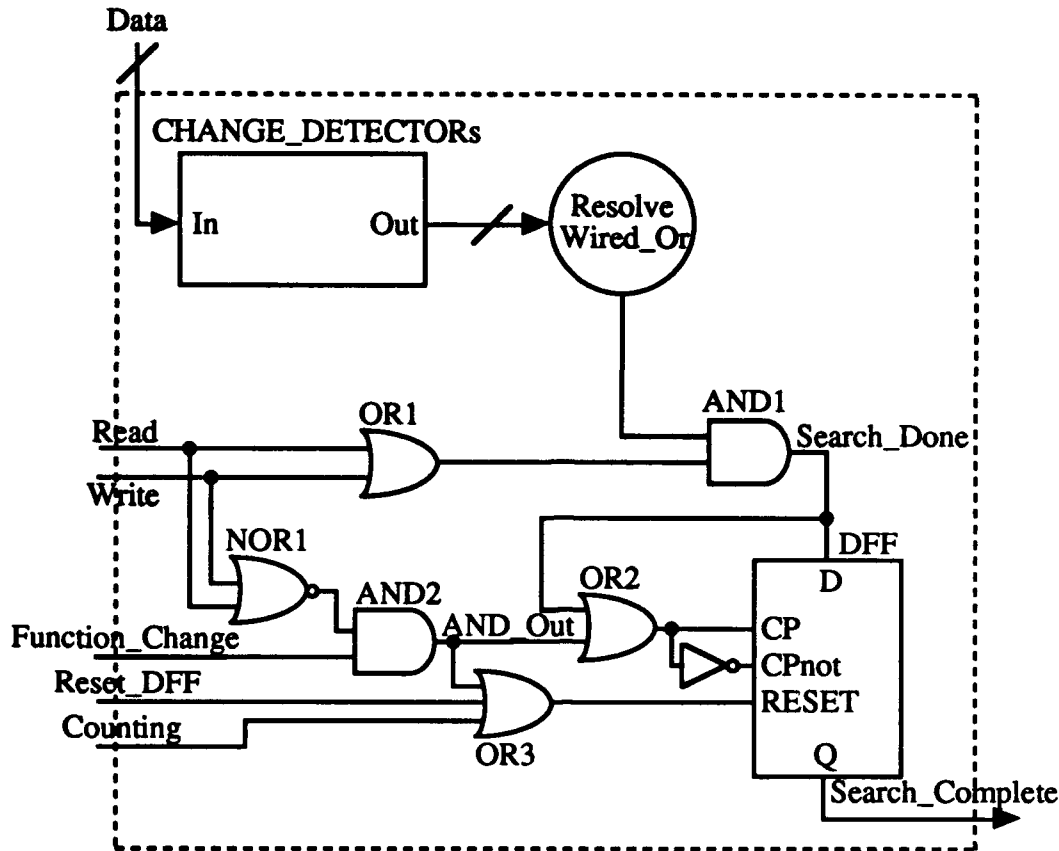 Data
CHANGE_DETECTORs
In
Out
Resolve
Wired_Or
AND1
OR1
Read
Search_Done
Write
NOR1
DFF
D
OR2
AND2
AND_Out
CP
Function_Change
CPnot
Reset_DFF
RESET
Counting
OR3
Q
Search_Complete